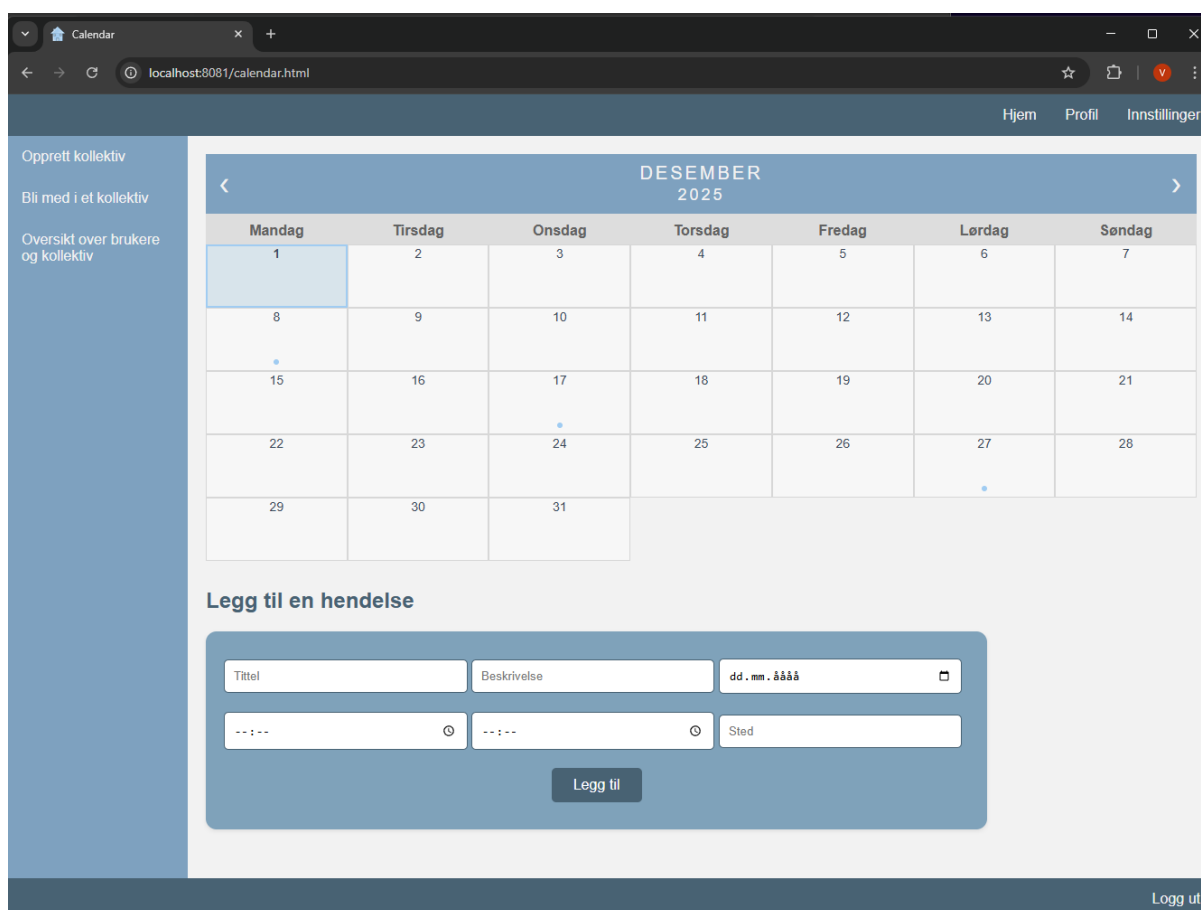 Calendar
localhost:8081/calendar.html
V
Hjem Profil Innstillinger
Opprett kollektiv
Bli med i et kollektiv
Oversikt over brukere
og kollektiv
DESEMBER
2025
Mandag Tirsdag Onsdag Torsdag Fredag Lørdag Søndag
1 2 3 4 5 6 7
8 9 10 11 12 13 14
15 16 17 18 19 20 21
22 23 24 25 26 27 28
29 30 31
Legg til en hendelse
Tittel Beskrivelse dd.mm.åååå
--:-- --:-- Sted
Legg til
Logg ut